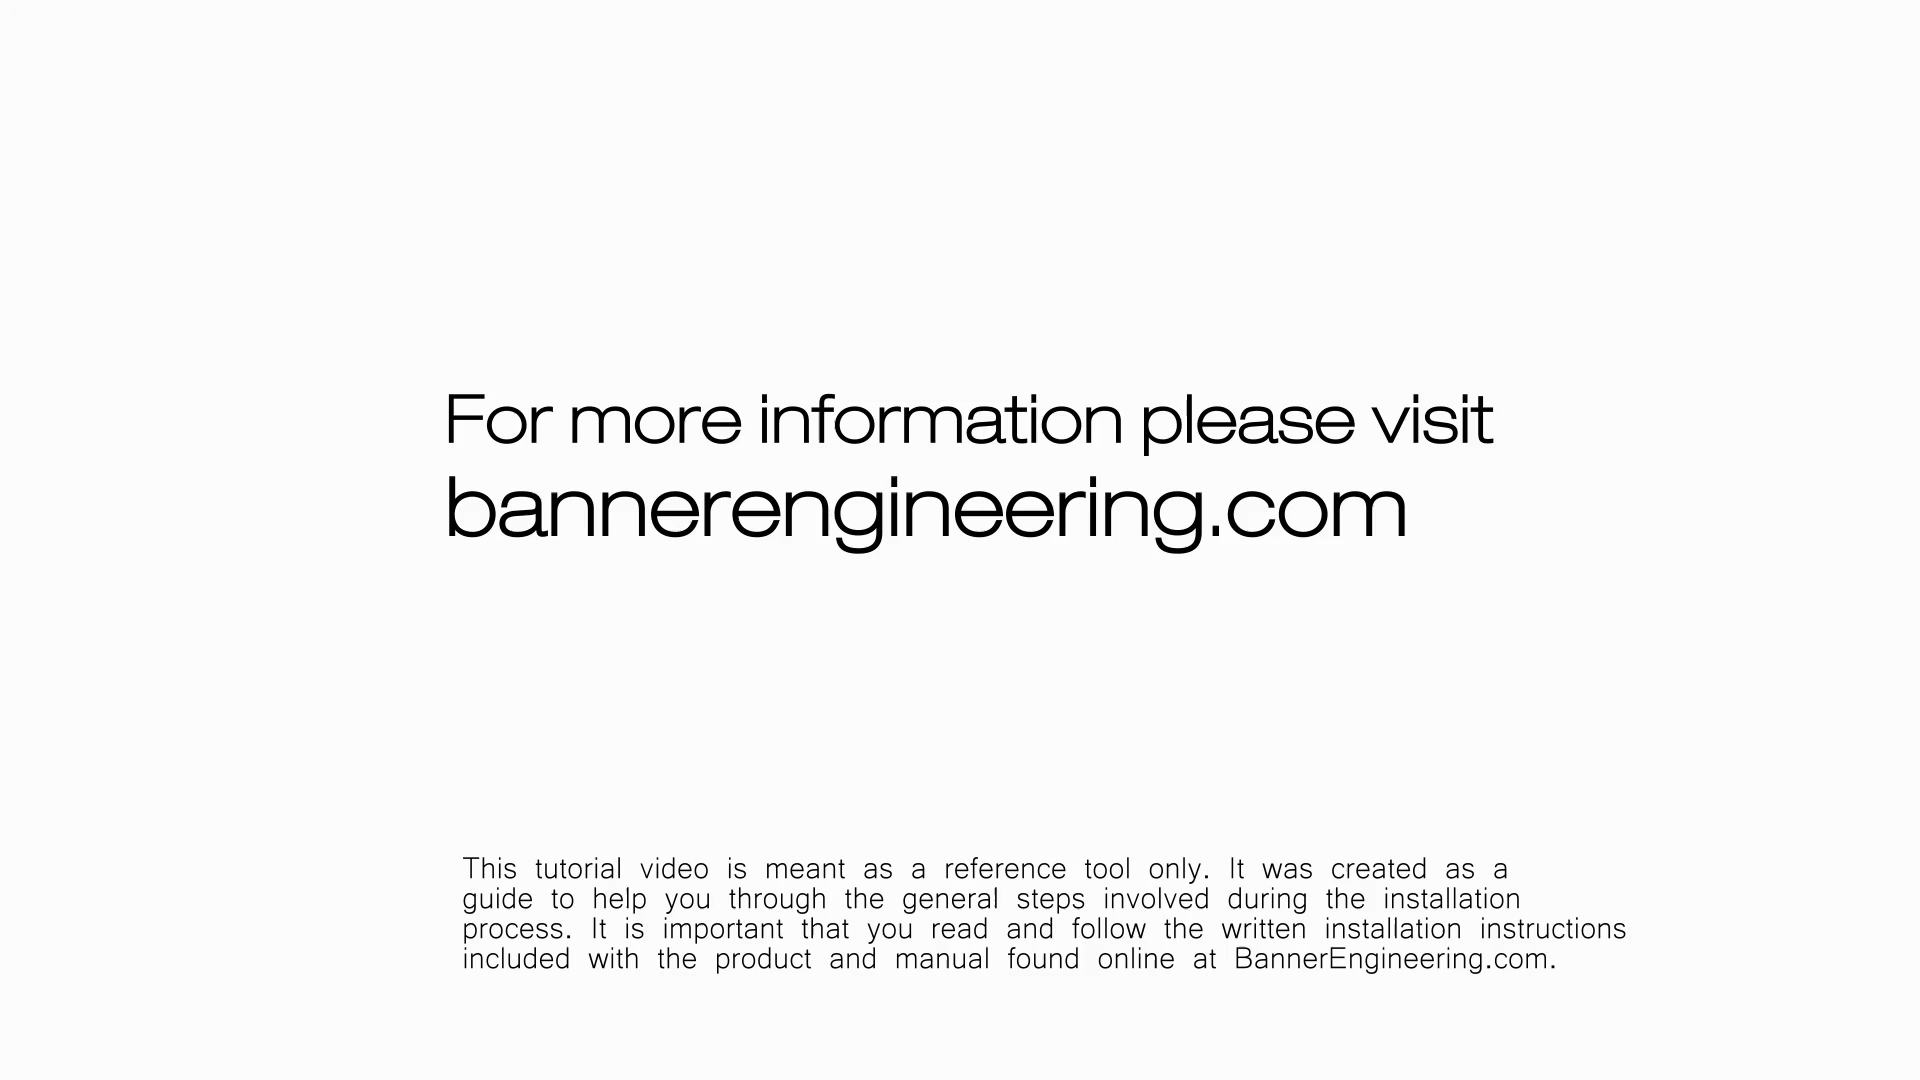 For more information please visit
bannerengineering.com
This tutorial video is meant as a reference tool only. It was created as a
guide to help you through the general steps involved during the installation
process. It is important that you read and follow the written installation instructions
included with the product and manual found online at BannerEngineering.com.